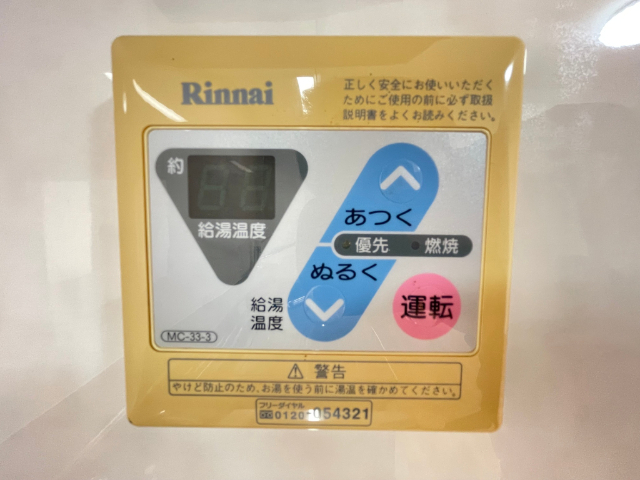 Rinnai
正しく安全にお使いいただく
ためにご使用の前に必ず取扱
説明書をよくお読みください。
約
給湯温度
あつく
優先
燃焼
ぬるく
給湯
温度
運転
MC-33-3
警告
やけど防止のため、お湯を使う前に湯温を確かめてください。
フリーダイヤル
0120-054321